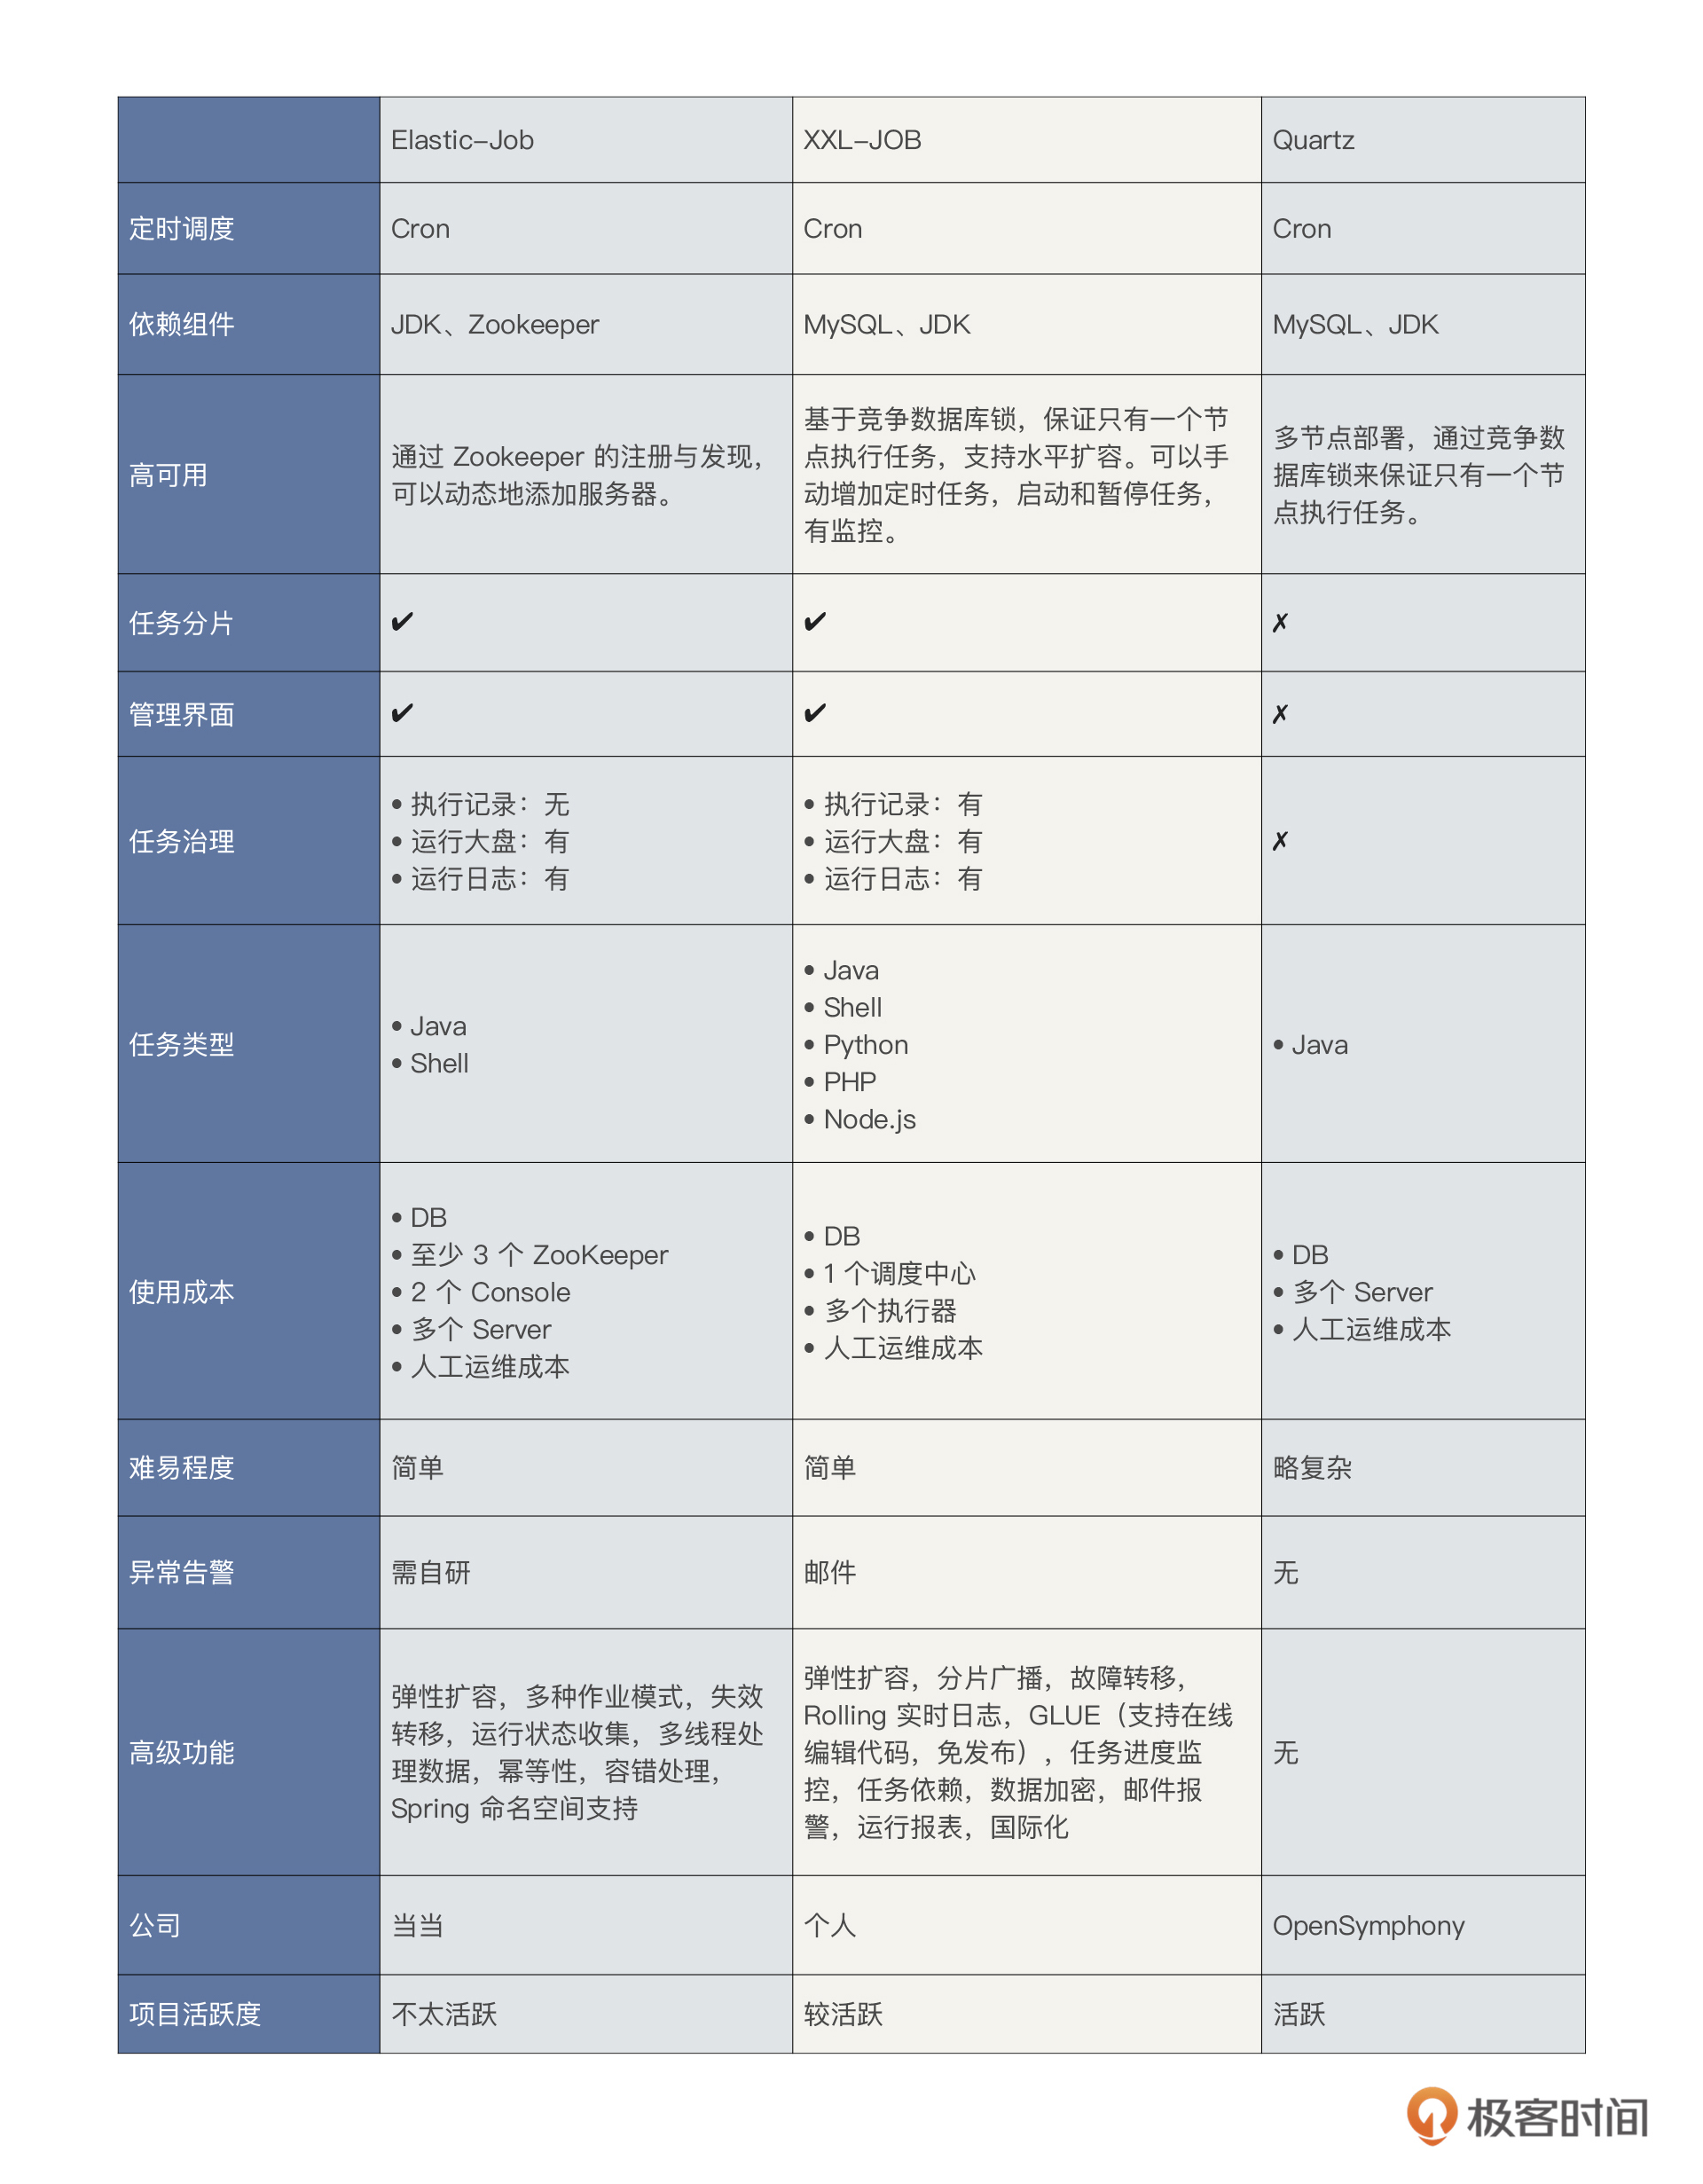 Elastic-Job
XXL-JOB
Quartz
定时调度
Cron
Cron
Cron
依赖组件
JDK、Zookeeper
MySQL、JDK
MySQL、JDK
高可用
通过 Zookeeper 的注册与发现，
可以动态地添加服务器。
基于竞争数据库锁，保证只有一个节
点执行任务，支持水平扩容。可以手
动增加定时任务，启动和暂停任务，
有监控。
多节点部署，通过竞争数
据库锁来保证只有一个节
点执行任务。
任务分片
✔
✔
✗
管理界面
✔
✔
✗
任务治理
• 执行记录：无
• 运行大盘：有
• 运行日志：有
• 执行记录：有
• 运行大盘：有
• 运行日志：有
✗
任务类型
• Java
• Shell
• Java
• Shell
• Python
• PHP
• Node.js
• Java
使用成本
• DB
• 至少 3 个 ZooKeeper
• 2 个 Console
• 多个 Server
• 人工运维成本
• DB
• 1 个调度中心
• 多个执行器
• 人工运维成本
• DB
• 多个 Server
• 人工运维成本
难易程度
简单
简单
略复杂
异常告警
需自研
邮件
无
高级功能
弹性扩容，多种作业模式，失效
转移，运行状态收集，多线程处
理数据，幂等性，容错处理，
Spring 命名空间支持
弹性扩容，分片广播，故障转移，
Rolling 实时日志，GLUE（支持在线
编辑代码，免发布），任务进度监
控，任务依赖，数据加密，邮件报
警，运行报表，国际化
无
公司
当当
个人
OpenSymphony
项目活跃度
不太活跃
较活跃
活跃
极客时间